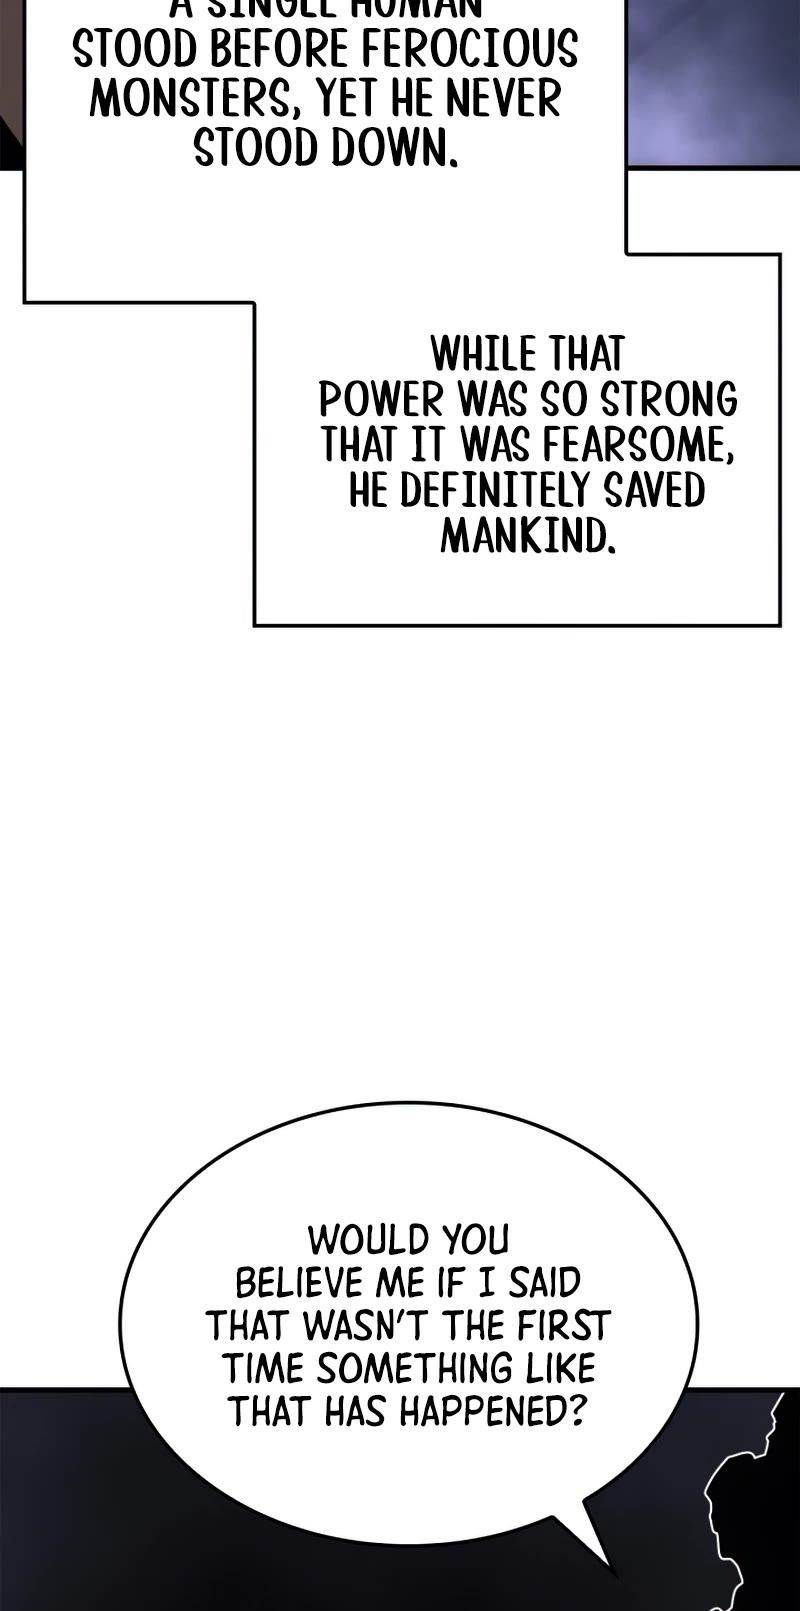 A SINGLE HUMAN
STOOD BEFORE FEROCIOUS
MONSTERS, YET HE NEVER
STOOD DOWN.
WHILE THAT
POWER WAS SO STRONG
THAT IT WAS FEARSOME,
HE DEFINITELY SAVED
MANKIND.
WOULD YOU
BELIEVE ME IF I SAID
THAT WASN'T THE FIRST
TIME SOMETHING LIKE
THAT HAS HAPPENED?